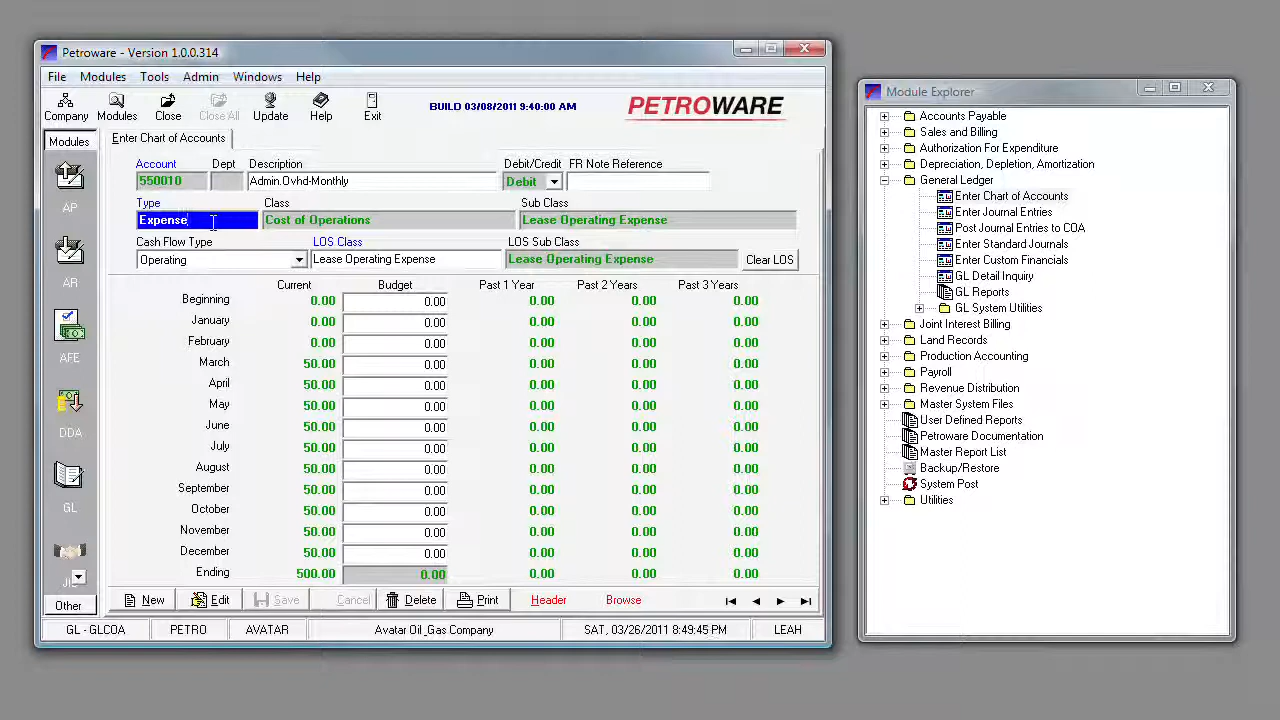 Petroware - Version 1.0.0.314
File Modules Tools Admin Windows Help
Company Modules Close Close All Update Help Exit
BUILD 03/08/2011 9:40:00 AM
PETROWARE
Modules
AP
AR
AFE
DDA
GL
Other
Enter Chart of Accounts
Account Dept Description Debit/Credit FR Note Reference
550010 Admin.Ovhd-Monthly Debit
Type Class Sub Class
Expense Cost of Operations Lease Operating Expense
Cash Flow Type LOS Class LOS Sub Class
Operating Lease Operating Expense Lease Operating Expense Clear LOS
Current Budget Past 1 Year Past 2 Years Past 3 Years
Beginning 0.00 0.00 0.00 0.00 0.00
January 0.00 0.00 0.00 0.00 0.00
February 0.00 0.00 0.00 0.00 0.00
March 50.00 0.00 0.00 0.00 0.00
April 50.00 0.00 0.00 0.00 0.00
May 50.00 0.00 0.00 0.00 0.00
June 50.00 0.00 0.00 0.00 0.00
July 50.00 0.00 0.00 0.00 0.00
August 50.00 0.00 0.00 0.00 0.00
September 50.00 0.00 0.00 0.00 0.00
October 50.00 0.00 0.00 0.00 0.00
November 50.00 0.00 0.00 0.00 0.00
December 50.00 0.00 0.00 0.00 0.00
Ending 500.00 0.00 0.00 0.00 0.00
New Edit Save Cancel Delete Print Header Browse
GL - GLCOA PETRO AVATAR Avatar Oil_Gas Company SAT, 03/26/2011 8:49:45 PM LEAH
Module Explorer
Accounts Payable
Sales and Billing
Authorization For Expenditure
Depreciation, Depletion, Amortization
General Ledger
Enter Chart of Accounts
Enter Journal Entries
Post Journal Entries to COA
Enter Standard Journals
Enter Custom Financials
GL Detail Inquiry
GL Reports
GL System Utilities
Joint Interest Billing
Land Records
Production Accounting
Payroll
Revenue Distribution
Master System Files
User Defined Reports
Petroware Documentation
Master Report List
Backup/Restore
System Post
Utilities